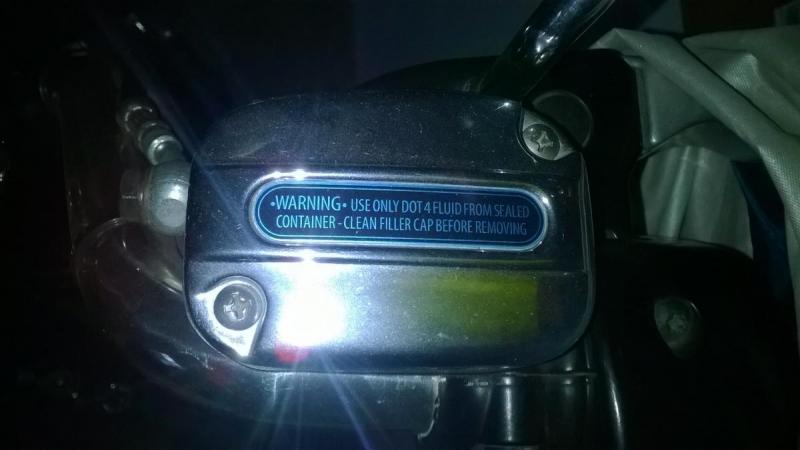 •WARNING• USE ONLY DOT 4 FLUID FROM SEALED
CONTAINER - CLEAN FILLER CAP BEFORE REMOVING